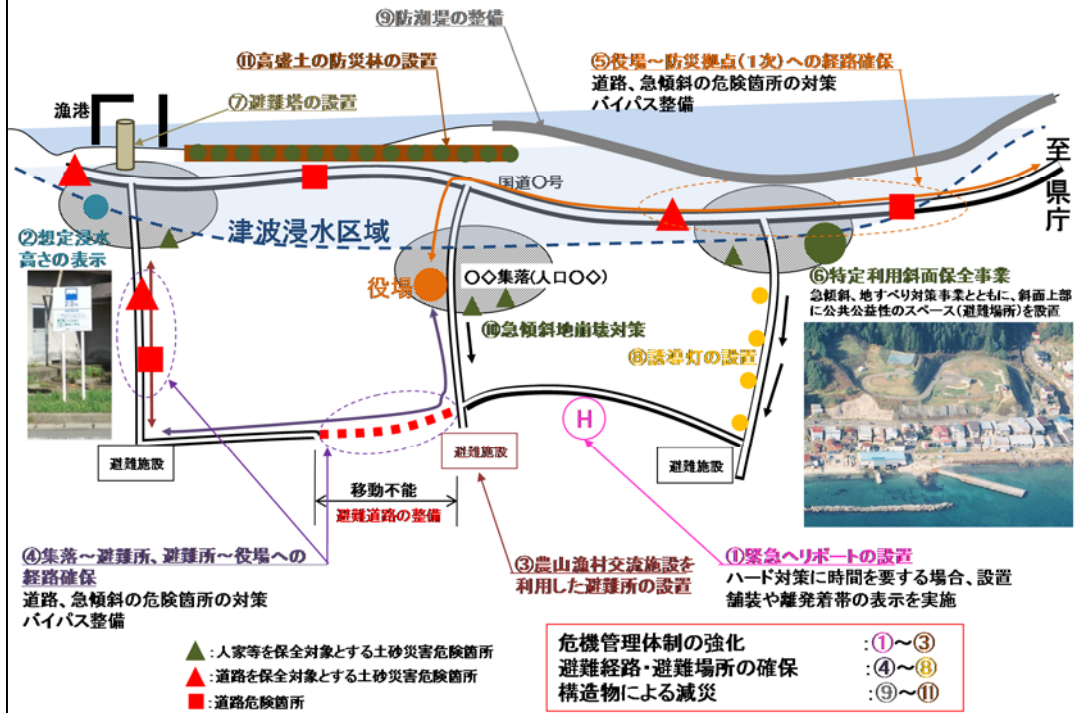 ⑨防潮堤の整備
⑪高盛土の防災林の設置
⑤役場～防災拠点(1次)への経路確保
道路、急傾斜の危険箇所の対策
バイパス整備
漁港
⑦避難塔の設置
至県庁
国道〇号
津波浸水区域
②想定浸水
高さの表示
役場
〇◇集落(人口〇◇)
⑥特定利用斜面保全事業
急傾斜、地すべり対策事業とともに、斜面上部
に公共公益性のスペース(避難場所)を設置
⑩急傾斜地崩壊対策
⑧誘導灯の設置
H
避難施設
避難施設
避難施設
移動不能
避難道路の整備
④集落～避難所、避難所～役場への
経路確保
道路、急傾斜の危険箇所の対策
バイパス整備
③農山漁村交流施設を
利用した避難所の設置
①緊急ヘリポートの設置
ハード対策に時間を要する場合、設置
舗装や離発着帯の表示を実施
▲:人家等を保全対象とする土砂災害危険箇所
▲:道路を保全対象とする土砂災害危険箇所
■:道路危険箇所
危機管理体制の強化 :①～③
避難経路・避難場所の確保 :④～⑧
構造物による減災 :⑨～⑪